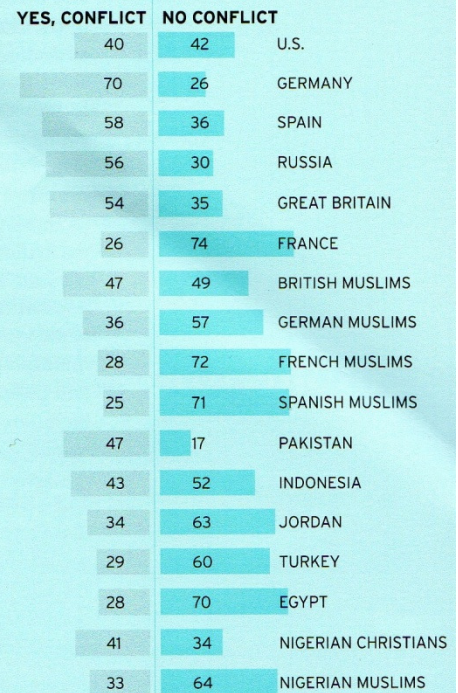 YES, CONFLICT NO CONFLICT
40 42 U.S.
70 26 GERMANY
58 36 SPAIN
56 30 RUSSIA
54 35 GREAT BRITAIN
26 74 FRANCE
47 49 BRITISH MUSLIMS
36 57 GERMAN MUSLIMS
28 72 FRENCH MUSLIMS
25 71 SPANISH MUSLIMS
47 17 PAKISTAN
43 52 INDONESIA
34 63 JORDAN
29 60 TURKEY
28 70 EGYPT
41 34 NIGERIAN CHRISTIANS
33 64 NIGERIAN MUSLIMS